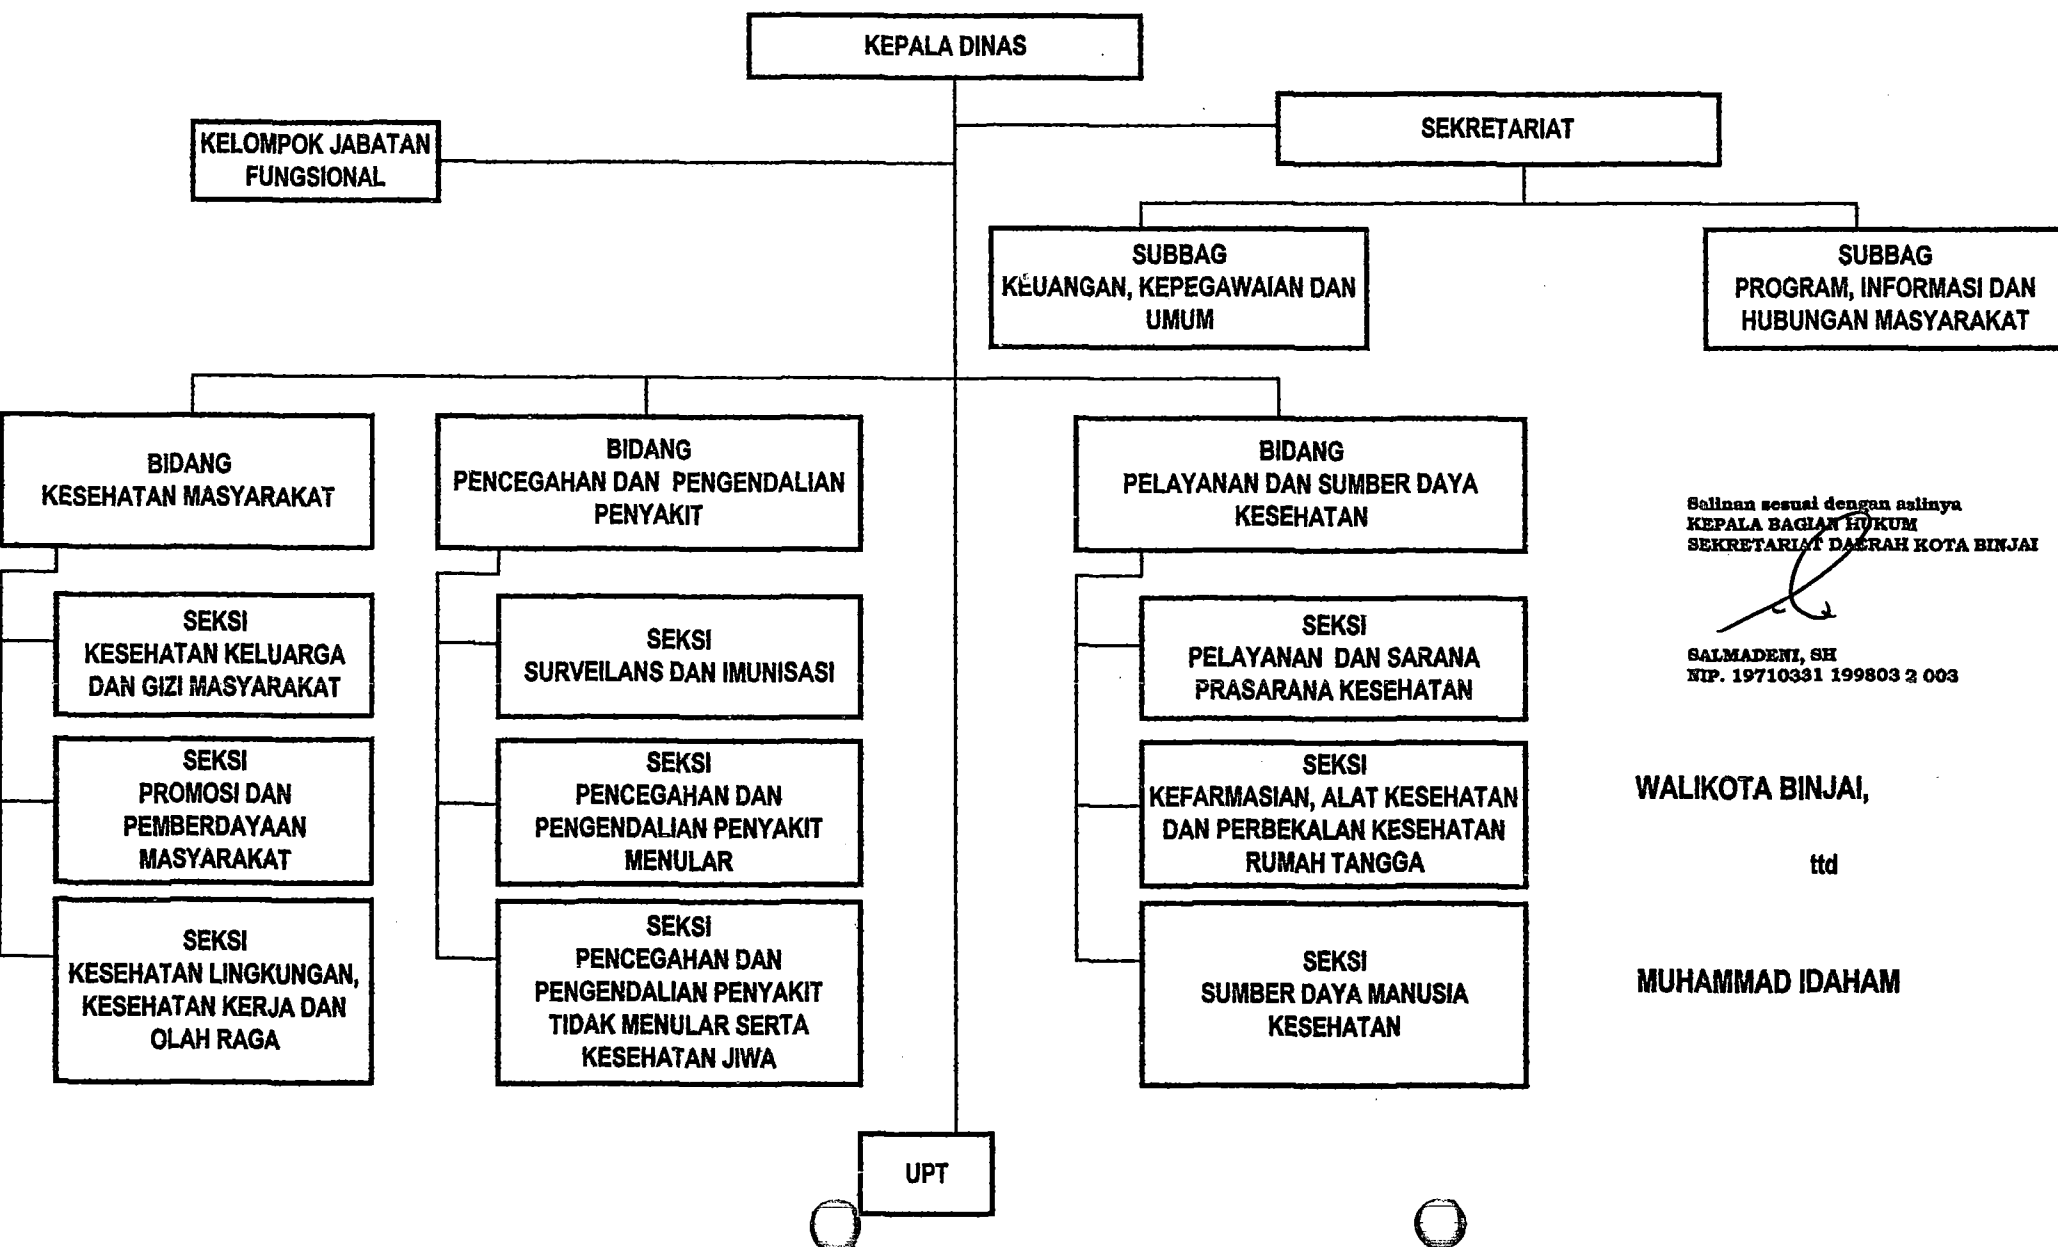 KEPALA DINAS
SEKRETARIAT
KELOMPOK JABATAN
FUNGSIONAL
SUBBAG
KEUANGAN, KEPEGAWAIAN DAN
UMUM
SUBBAG
PROGRAM, INFORMASI DAN
HUBUNGAN MASYARAKAT
BIDANG
KESEHATAN MASYARAKAT
BIDANG
PENCEGAHAN DAN PENGENDALIAN
PENYAKIT
BIDANG
PELAYANAN DAN SUMBER DAYA
KESEHATAN
SEKSI
KESEHATAN KELUARGA
DAN GIZI MASYARAKAT
SEKSI
PROMOSI DAN
PEMBERDAYAAN
MASYARAKAT
SEKSI
KESEHATAN LINGKUNGAN,
KESEHATAN KERJA DAN
OLAH RAGA
SEKSI
SURVEILANS DAN IMUNISASI
SEKSI
PENCEGAHAN DAN
PENGENDALIAN PENYAKIT
MENULAR
SEKSI
PENCEGAHAN DAN
PENGENDALIAN PENYAKIT
TIDAK MENULAR SERTA
KESEHATAN JIWA
SEKSI
PELAYANAN DAN SARANA
PRASARANA KESEHATAN
SEKSI
KEFARMASIAN, ALAT KESEHATAN
DAN PERBEKALAN KESEHATAN
RUMAH TANGGA
SEKSI
SUMBER DAYA MANUSIA
KESEHATAN
UPT
Salinan sesuai dengan aslinya
KEPALA BAGIAN HUKUM
SEKRETARIAT DAERAH KOTA BINJAI
SALMADENI, SH
NIP. 19710331 199803 2 003
WALIKOTA BINJAI,
ttd
MUHAMMAD IDAHAM